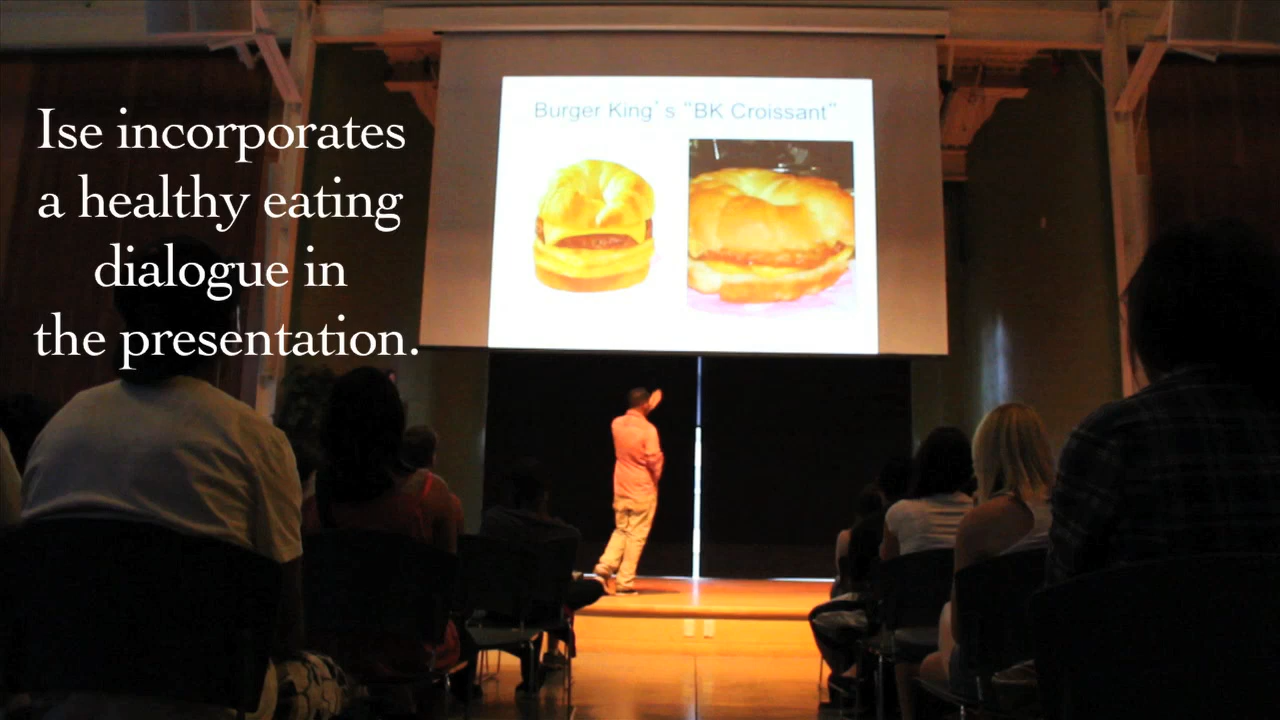 Ise incorporates
a healthy eating
dialogue in
the presentation.
Burger King's "BK Croissant"